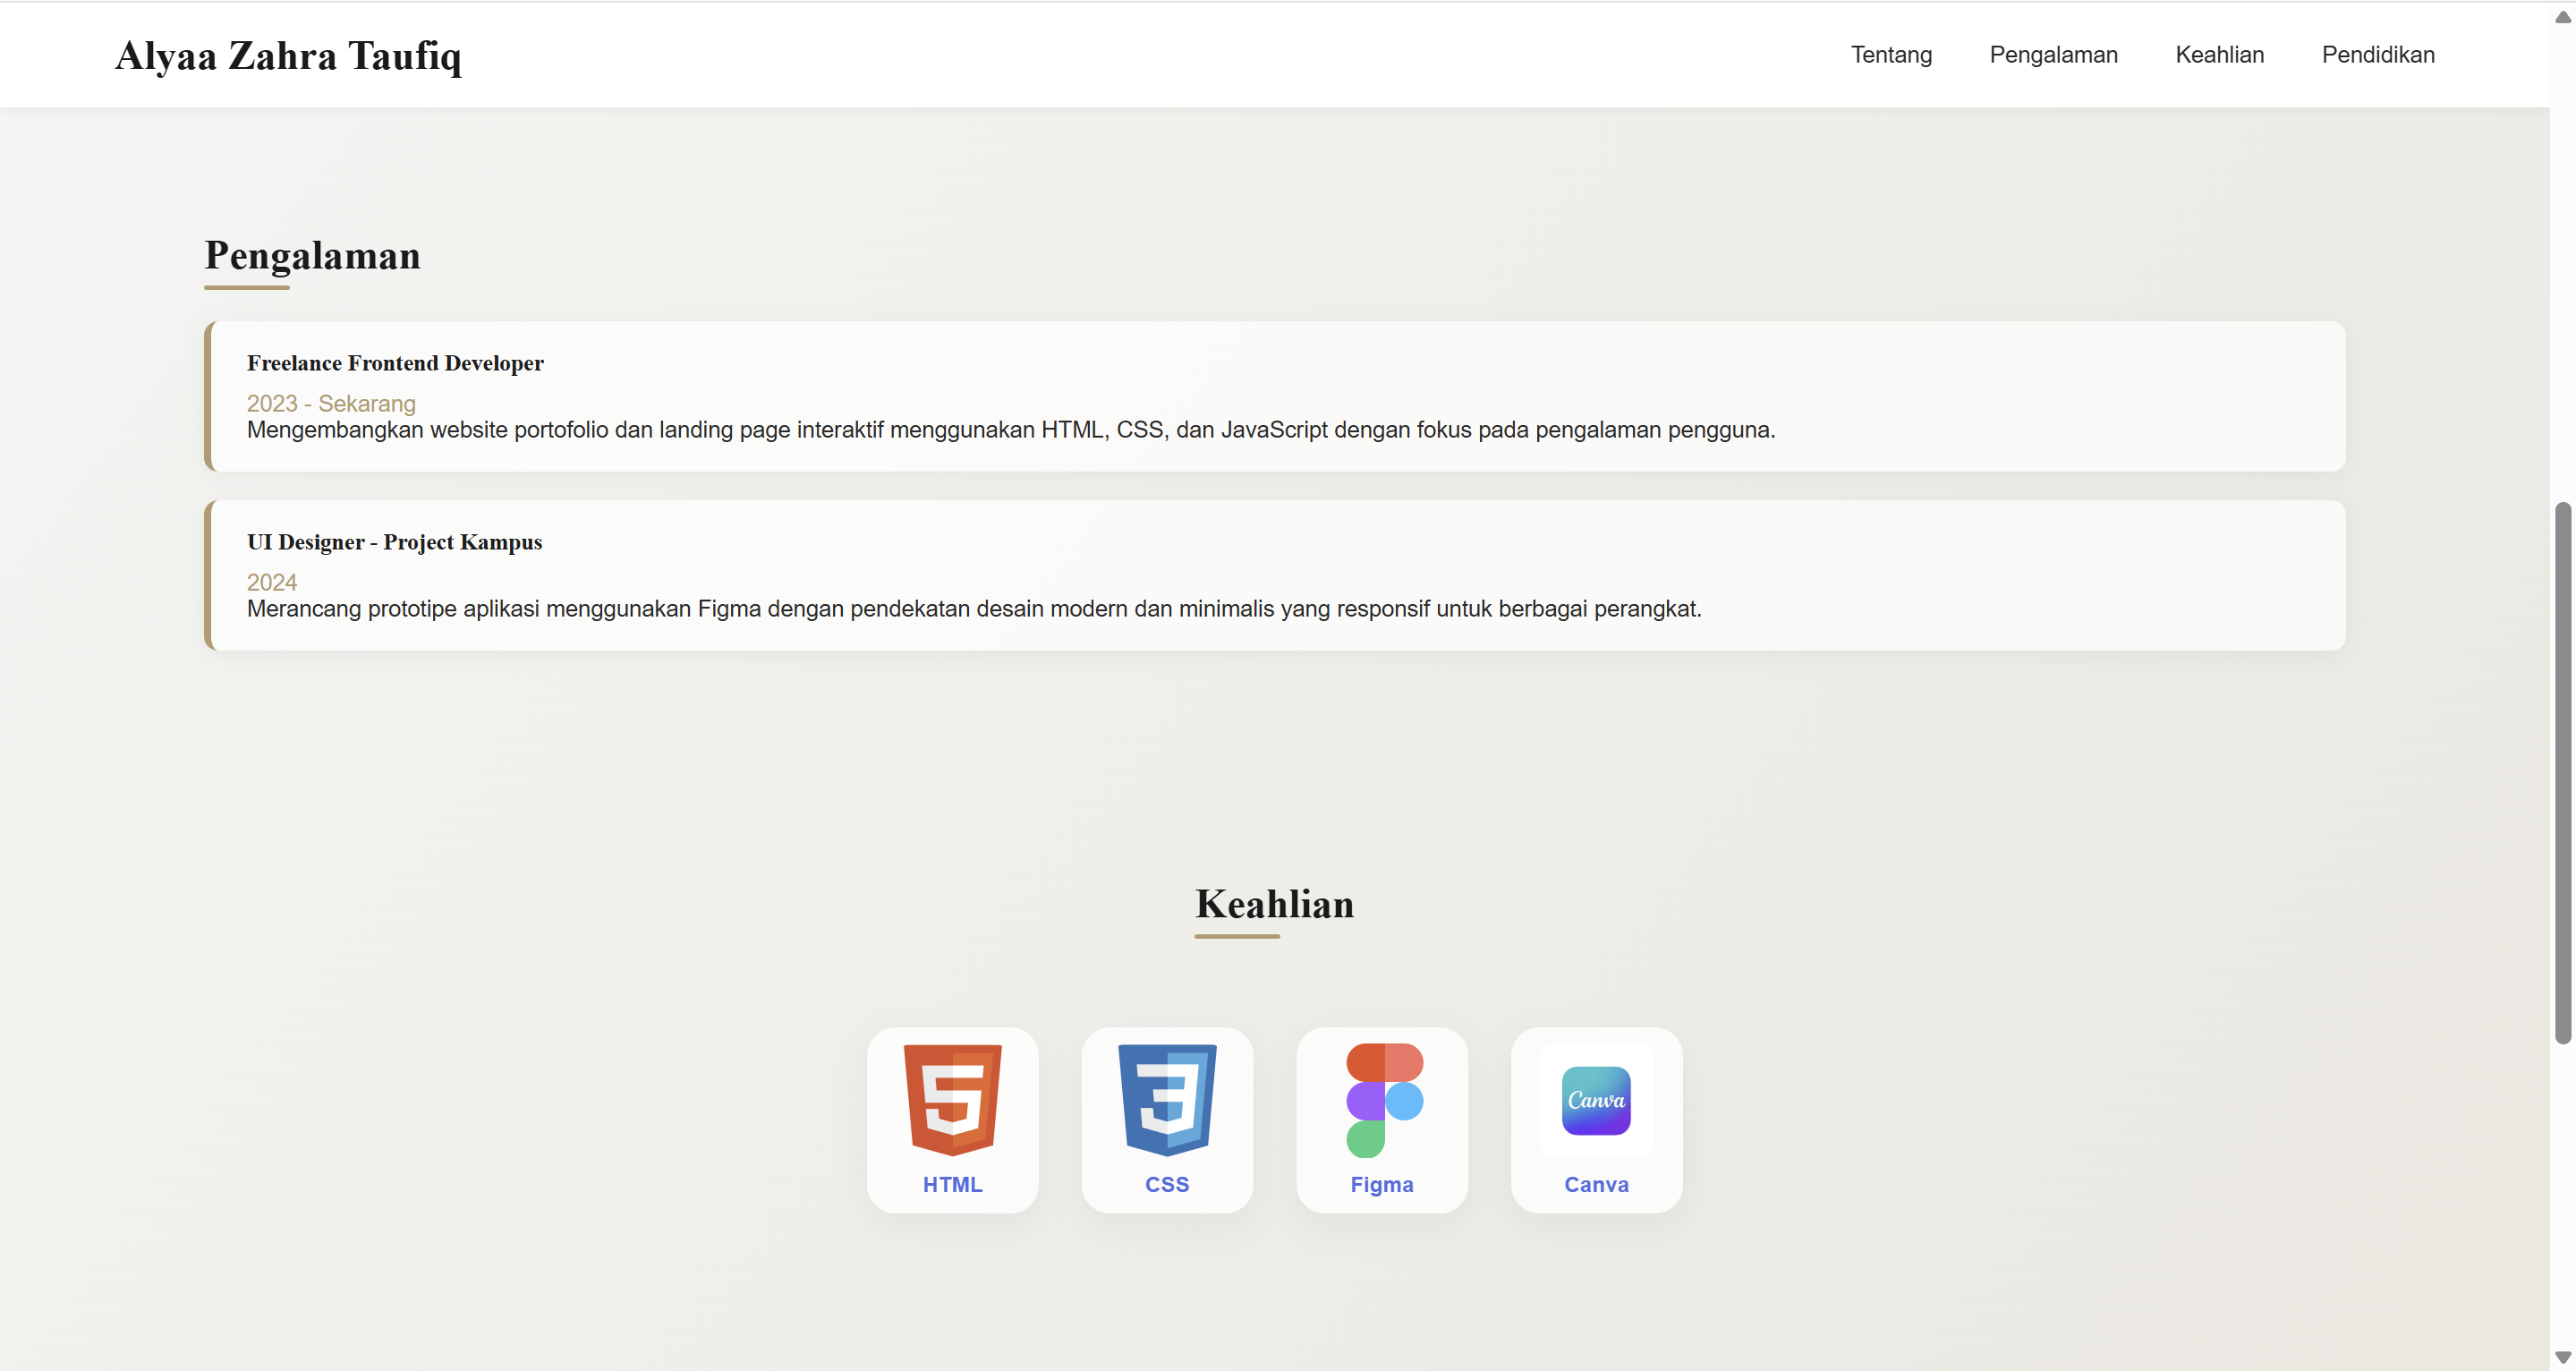 Alyaa Zahra Taufiq
Tentang Pengalaman Keahlian Pendidikan
Pengalaman
Freelance Frontend Developer
2023 - Sekarang
Mengembangkan website portofolio dan landing page interaktif menggunakan HTML, CSS, dan JavaScript dengan fokus pada pengalaman pengguna.
UI Designer - Project Kampus
2024
Merancang prototipe aplikasi menggunakan Figma dengan pendekatan desain modern dan minimalis yang responsif untuk berbagai perangkat.
Keahlian
5
3
Canva
HTML
CSS
Figma
Canva